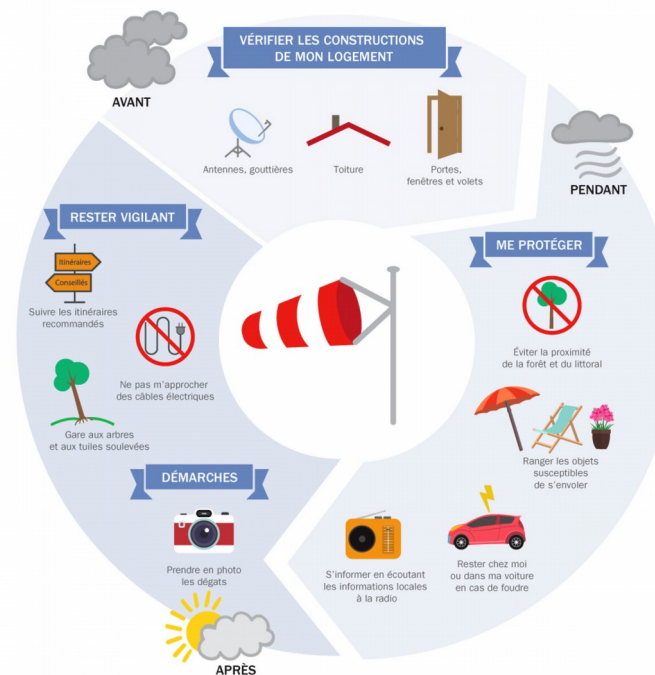 AVANT
VÉRIFIER LES CONSTRUCTIONS
DE MON LOGEMENT
Antennes, gouttières
Toiture
Portes,
fenêtres et volets
PENDANT
ME PROTÉGER
Éviter la proximité
de la forêt et du littoral
Ranger les objets
susceptibles
de s'envoler
Rester chez moi
ou dans ma voiture
en cas de foudre
S'informer en écoutant
les informations locales
à la radio
RESTER VIGILANT
Itinéraires
Conseillés
Suivre les itinéraires
recommandés
Ne pas m'approcher
des câbles électriques
Gare aux arbres
et aux tuiles soulevées
DÉMARCHES
Prendre en photo
les dégats
APRÈS